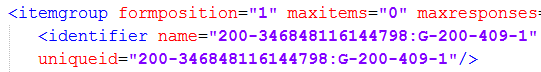 <itemgroup formposition="1" maxitems="0" maxresponses=
<identifier name="200-346848116144798:G-200-409-1"
uniqueid="200-346848116144798:G-200-409-1"/>